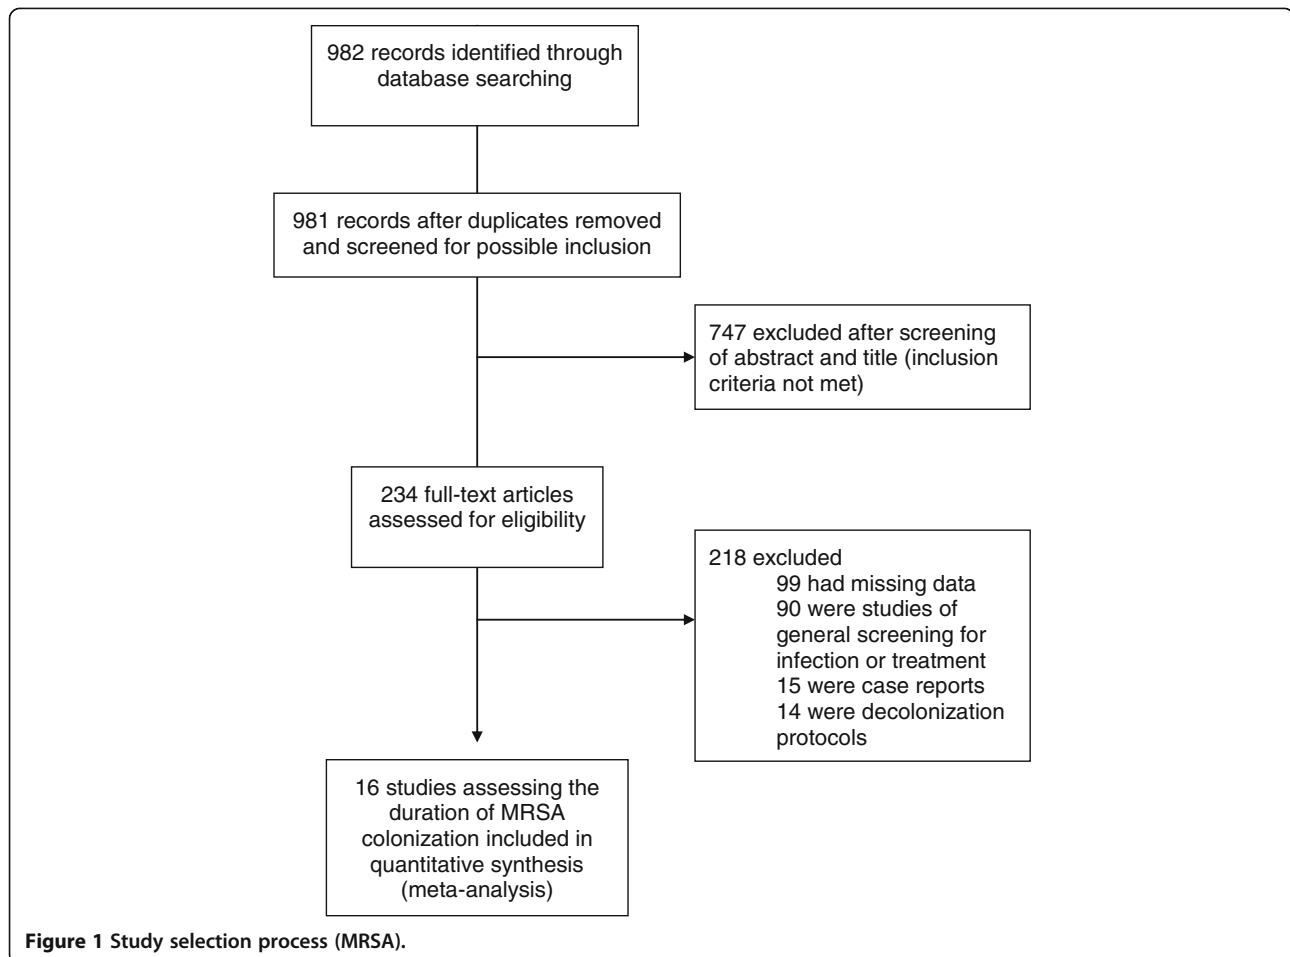 982 records identified through
database searching
981 records after duplicates removed
and screened for possible inclusion
747 excluded after screening
of abstract and title (inclusion
criteria not met)
234 full-text articles
assessed for eligibility
218 excluded
99 had missing data
90 were studies of
general screening for
infection or treatment
15 were case reports
14 were decolonization
protocols
16 studies assessing the
duration of MRSA
colonization included in
quantitative synthesis
(meta-analysis)
Figure 1 Study selection process (MRSA).